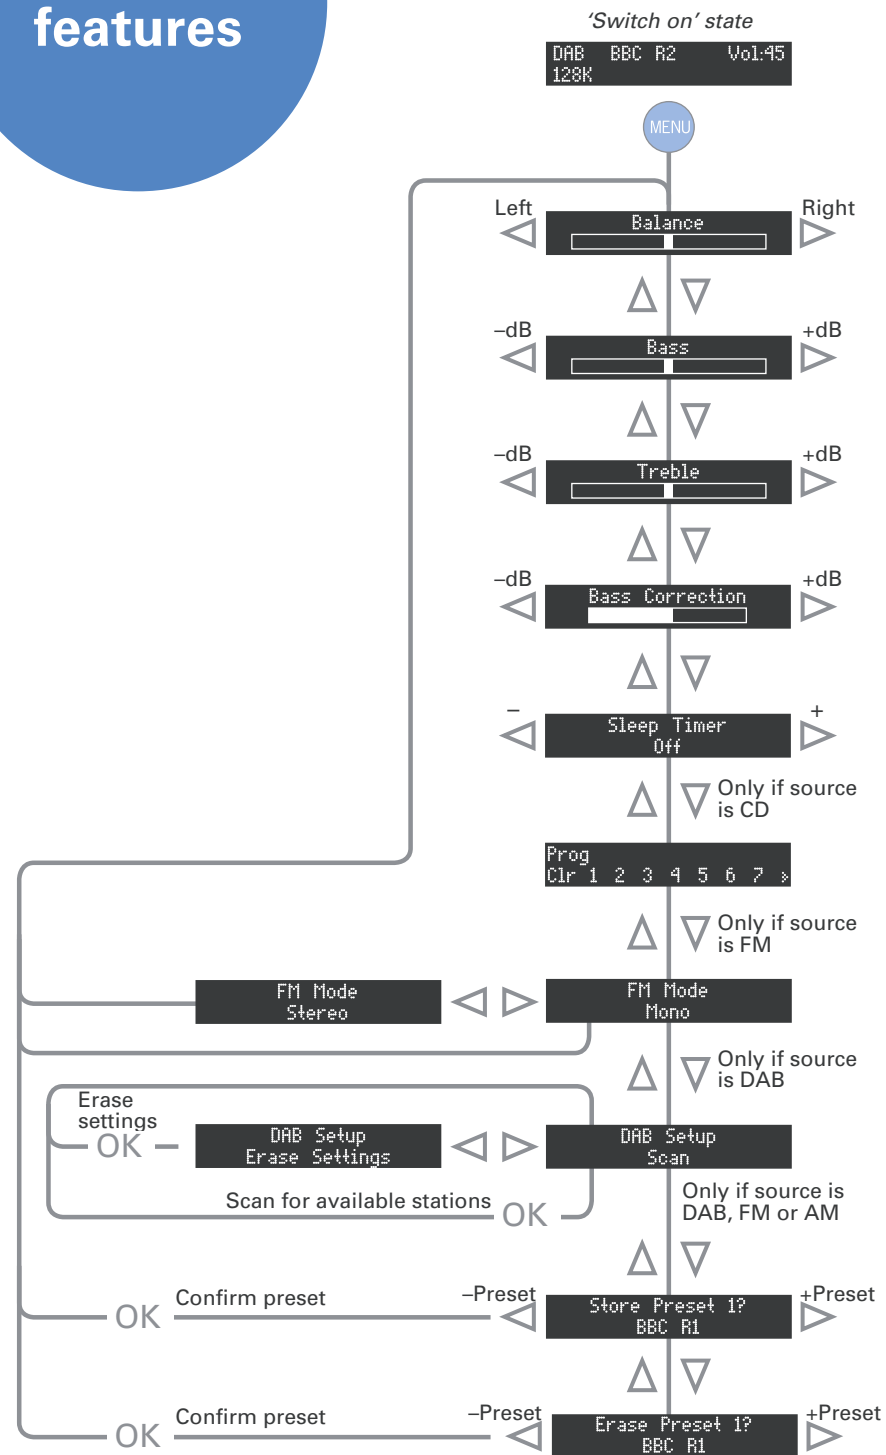 features
‘Switch on’ state
DAB BBC R2 Vol:45
128K
MENU
Left
Balance
Right
–dB
Bass
+dB
–dB
Treble
+dB
–dB
Bass Correction
+dB
–
Sleep Timer
Off
+
Only if source
is CD
Prog
Clr 1 2 3 4 5 6 7 »
Only if source
is FM
FM Mode
Stereo
FM Mode
Mono
Only if source
is DAB
Erase
settings
OK
DAB Setup
Erase Settings
DAB Setup
Scan
Scan for available stations
OK
Only if source is
DAB, FM or AM
OK
Confirm preset
–Preset
Store Preset 1?
BBC R1
+Preset
OK
Confirm preset
–Preset
Erase Preset 1?
BBC R1
+Preset